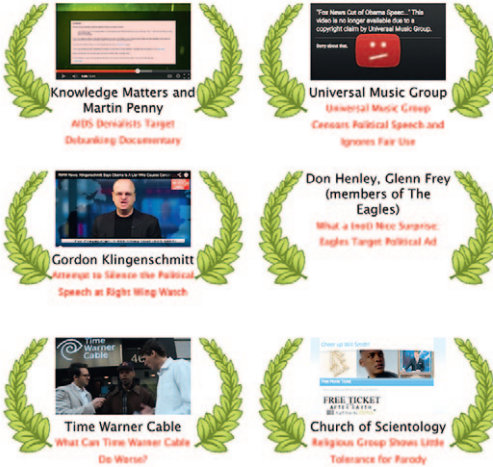 "Fox News Cut of Obama Speec..." This
video is no longer available due to a
copyright claim by Universal Music Group.
Sorry about that.
Knowledge Matters and
Martin Penny
AIDS Denialists Target
Debunking Documentary
Universal Music Group
Universal Music Group
Censors Political Speech and
Ignores Fair Use
Gordon Klingenschmitt
Attempt to Silence the Political
Speech at Right Wing Watch
Don Henley, Glenn Frey
(members of The
Eagles)
What a (not) Nice Surprise:
Eagles Target Political Ad
Time Warner
Cable
Time Warner Cable
What Can Time Warner Cable
Do Worse?
FREE TICKET
Church of Scientology
Religious Group Shows Little
Tolerance for Parody